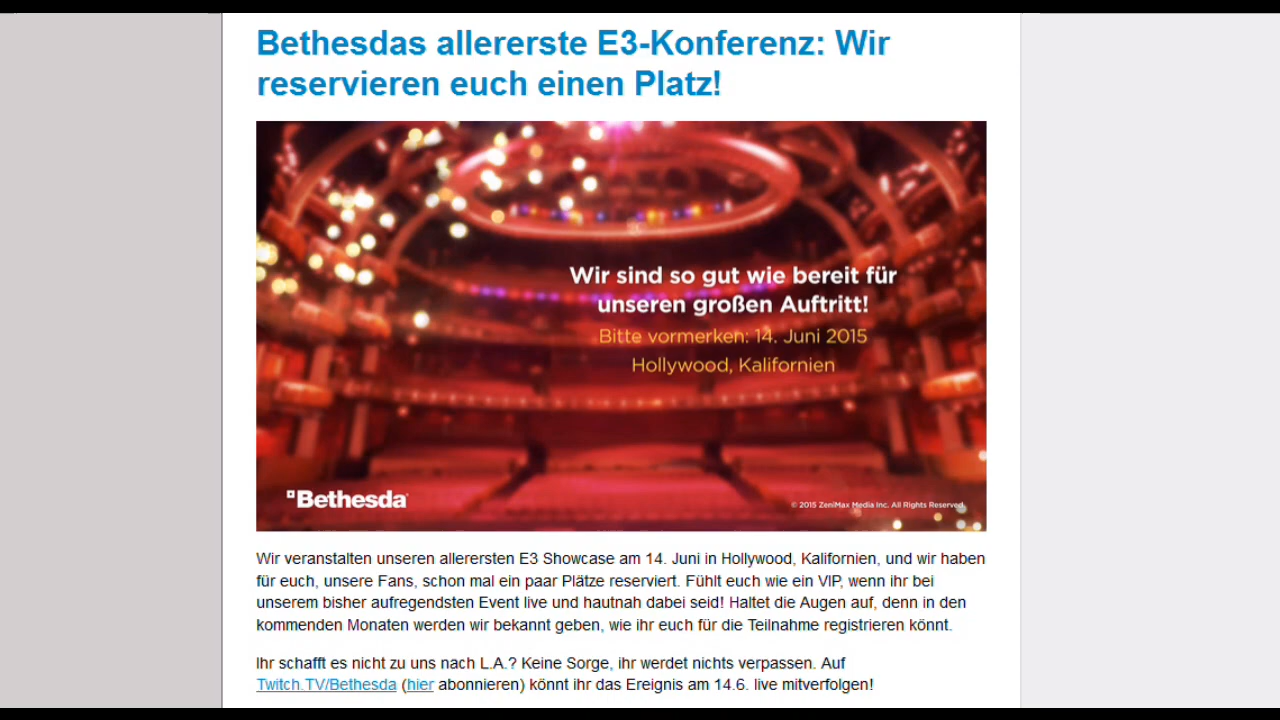 Bethesdas allererste E3-Konferenz: Wir
reservieren euch einen Platz!
Wir sind so gut wie bereit für
unseren großen Auftritt!
Bitte vormerken: 14. Juni 2015
Hollywood, Kalifornien
Bethesda
© 2015 ZeniMax Media Inc. All Rights Reserved.
Wir veranstalten unseren allerersten E3 Showcase am 14. Juni in Hollywood, Kalifornien, und wir haben
für euch, unsere Fans, schon mal ein paar Plätze reserviert. Fühlt euch wie ein VIP, wenn ihr bei
unserem bisher aufregendsten Event live und hautnah dabei seid! Haltet die Augen auf, denn in den
kommenden Monaten werden wir bekannt geben, wie ihr euch für die Teilnahme registrieren könnt.
Ihr schafft es nicht zu uns nach L.A.? Keine Sorge, ihr werdet nichts verpassen. Auf
Twitch.TV/Bethesda (hier abonnieren) könnt ihr das Ereignis am 14.6. live mitverfolgen!